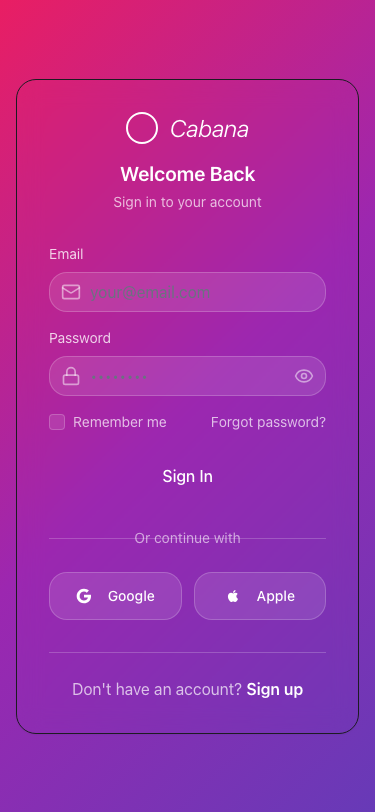 Cabana
Welcome Back
Sign in to your account
Email
your@email.com
Password
••••••••
Remember me
Forgot password?
Sign In
Or continue with
Google
Apple
Don't have an account? Sign up